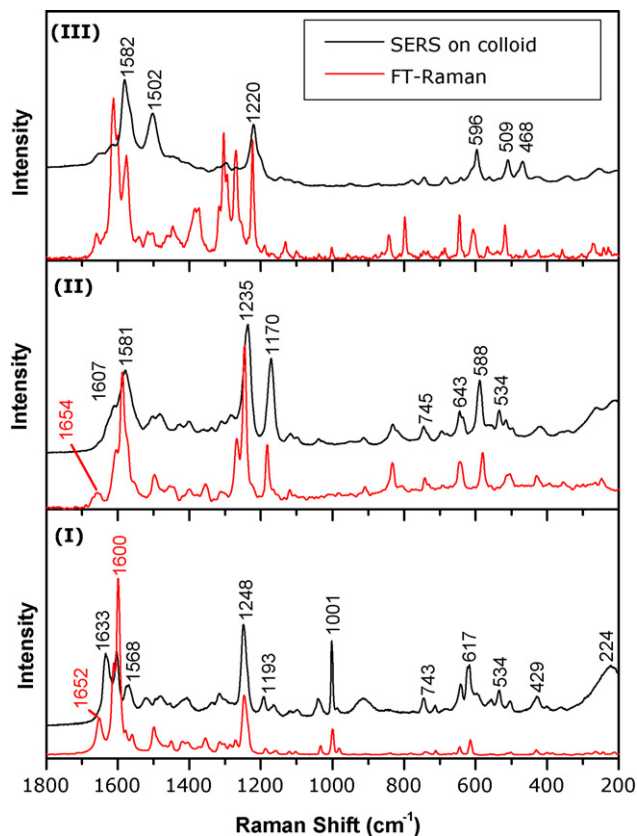 (III)
SERS on colloid
FT-Raman
1582
1502
1220
596
509
468
Intensity
(II)
1654
1607
1581
1235
1170
745
643
588
534
Intensity
(I)
1652
1633
1600
1568
1248
1193
1001
743
617
534
429
224
Intensity
1800 1600 1400 1200 1000 800 600 400 200
Raman Shift (cm⁻¹)